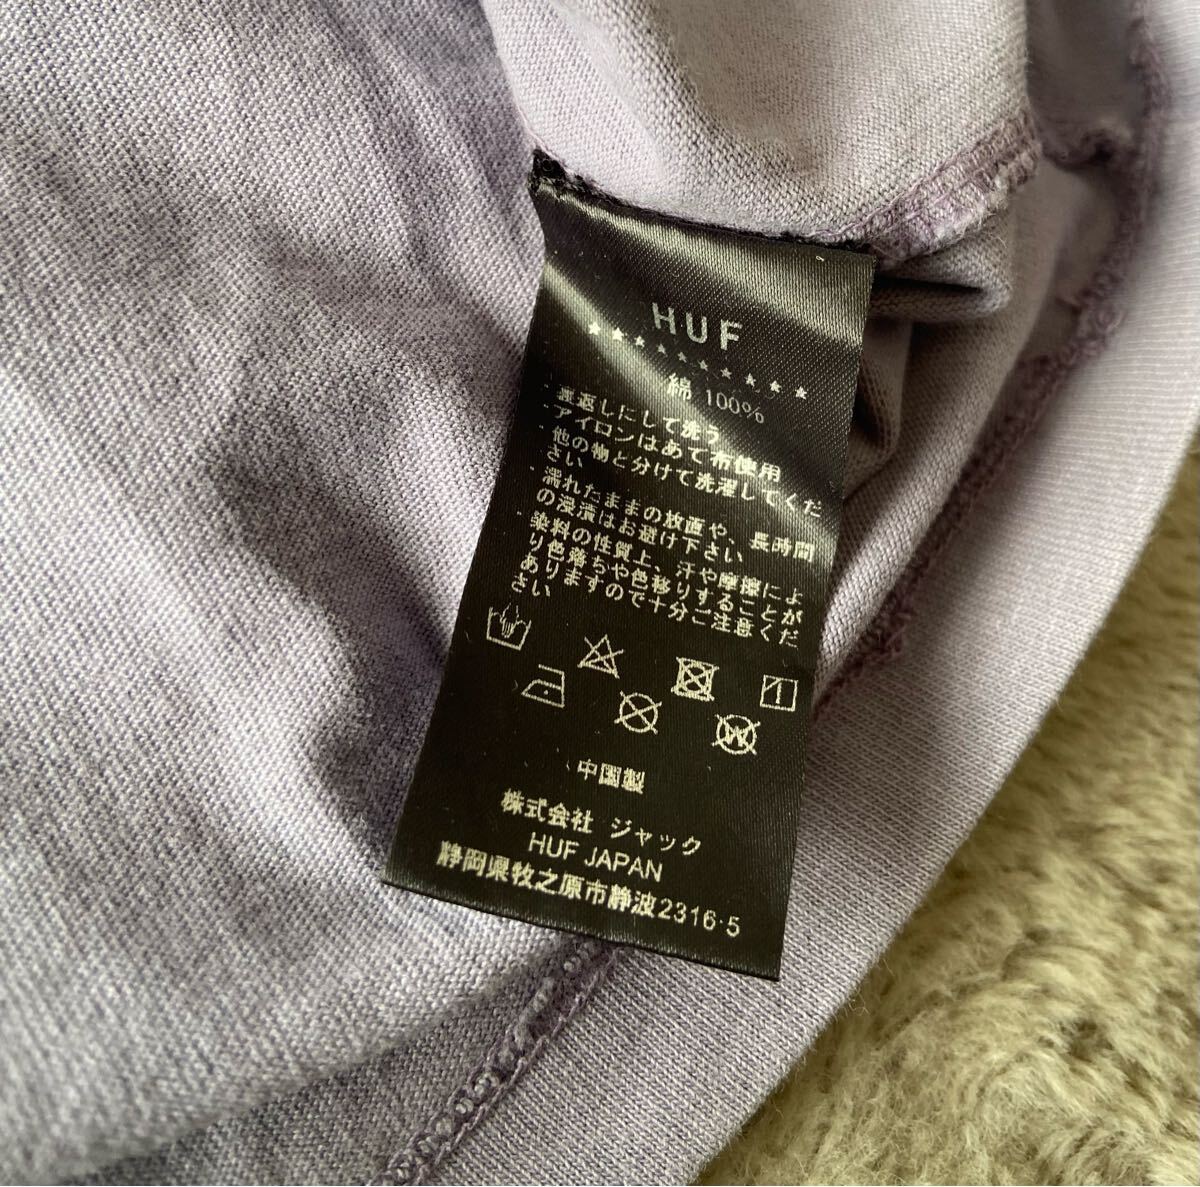 HUF
★★★★★★★★★★★
綿 100%
・裏返しにして洗う
・アイロンはあて布使用
・他の物と分けて洗濯してくだ
さい
・濡れたままの放置や、長時間
の浸漬はお避け下さい
・染料の性質上、汗や摩擦によ
り色落ちや色移りすることが
ありますので十分ご注意くだ
さい
中国製
株式会社 ジャック
HUF JAPAN
静岡県牧之原市静波2316-5